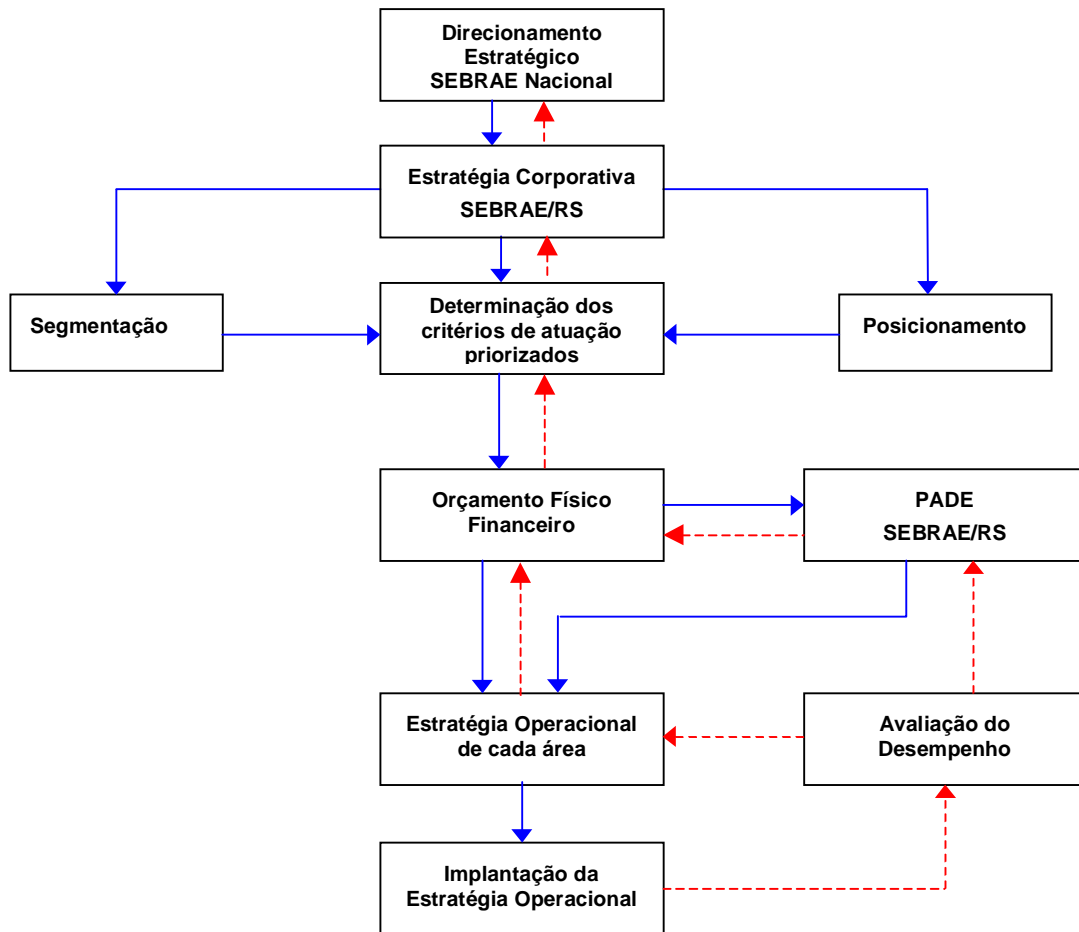 Direcionamento
Estratégico
SEBRAE Nacional
Estratégia Corporativa
SEBRAE/RS
Segmentação
Determinação dos
critérios de atuação
priorizados
Posicionamento
Orçamento Físico
Financeiro
PADE
SEBRAE/RS
Estratégia Operacional
de cada área
Avaliação do
Desempenho
Implantação da
Estratégia Operacional